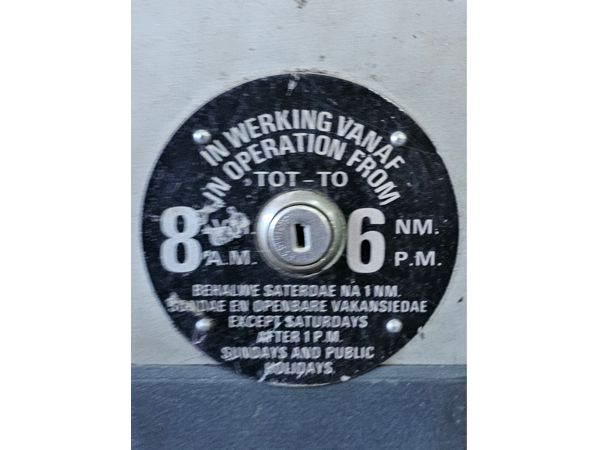 IN WERKING VANAF
IN OPERATION FROM
TOT - TO
8 V.M. 6 NM.
A.M. P.M.
BEHALWE SATERDAE NA 1 NM.
SONDAE EN OPENBARE VAKANSIEDAE
EXCEPT SATURDAYS
AFTER 1 P.M.
SUNDAYS AND PUBLIC
HOLIDAYS